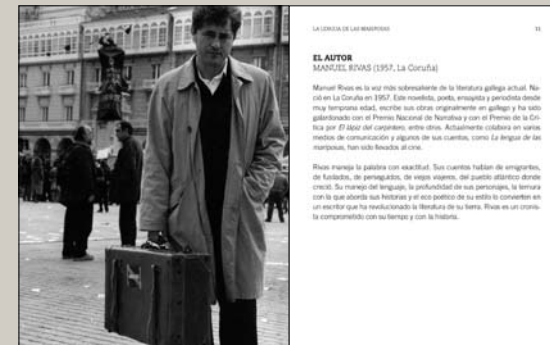 LA LENGUA DE LAS MARIPOSAS
EL AUTOR
MANUEL RIVAS (1957, La Coruña)
Manuel Rivas es la voz más sobresaliente de la literatura gallega actual. Na-
ció en La Coruña en 1957. Este novelista, poeta, ensayista y periodista desde
muy temprana edad, escribe sus obras originalmente en gallego y ha sido
galardonado con el Premio Nacional de Narrativa y con el Premio de la Crí-
tica por El lápiz del carpintero, entre otros. Actualmente colabora en varios
medios de comunicación y algunos de sus cuentos, como La lengua de las
mariposas, han sido llevados al cine.
Rivas maneja la palabra con exactitud. Sus cuentos hablan de emigrantes,
de fusilados, de perseguidos, de viejos viajeros, del pueblo atlántico donde
creció. Su manejo del lenguaje, la profundidad de sus personajes, la ternura
con la que aborda sus historias y el eco poético de su estilo lo convierten en
un escritor que ha revolucionado la literatura de su tierra. Rivas es un cronis-
ta comprometido con su tiempo y con la historia.